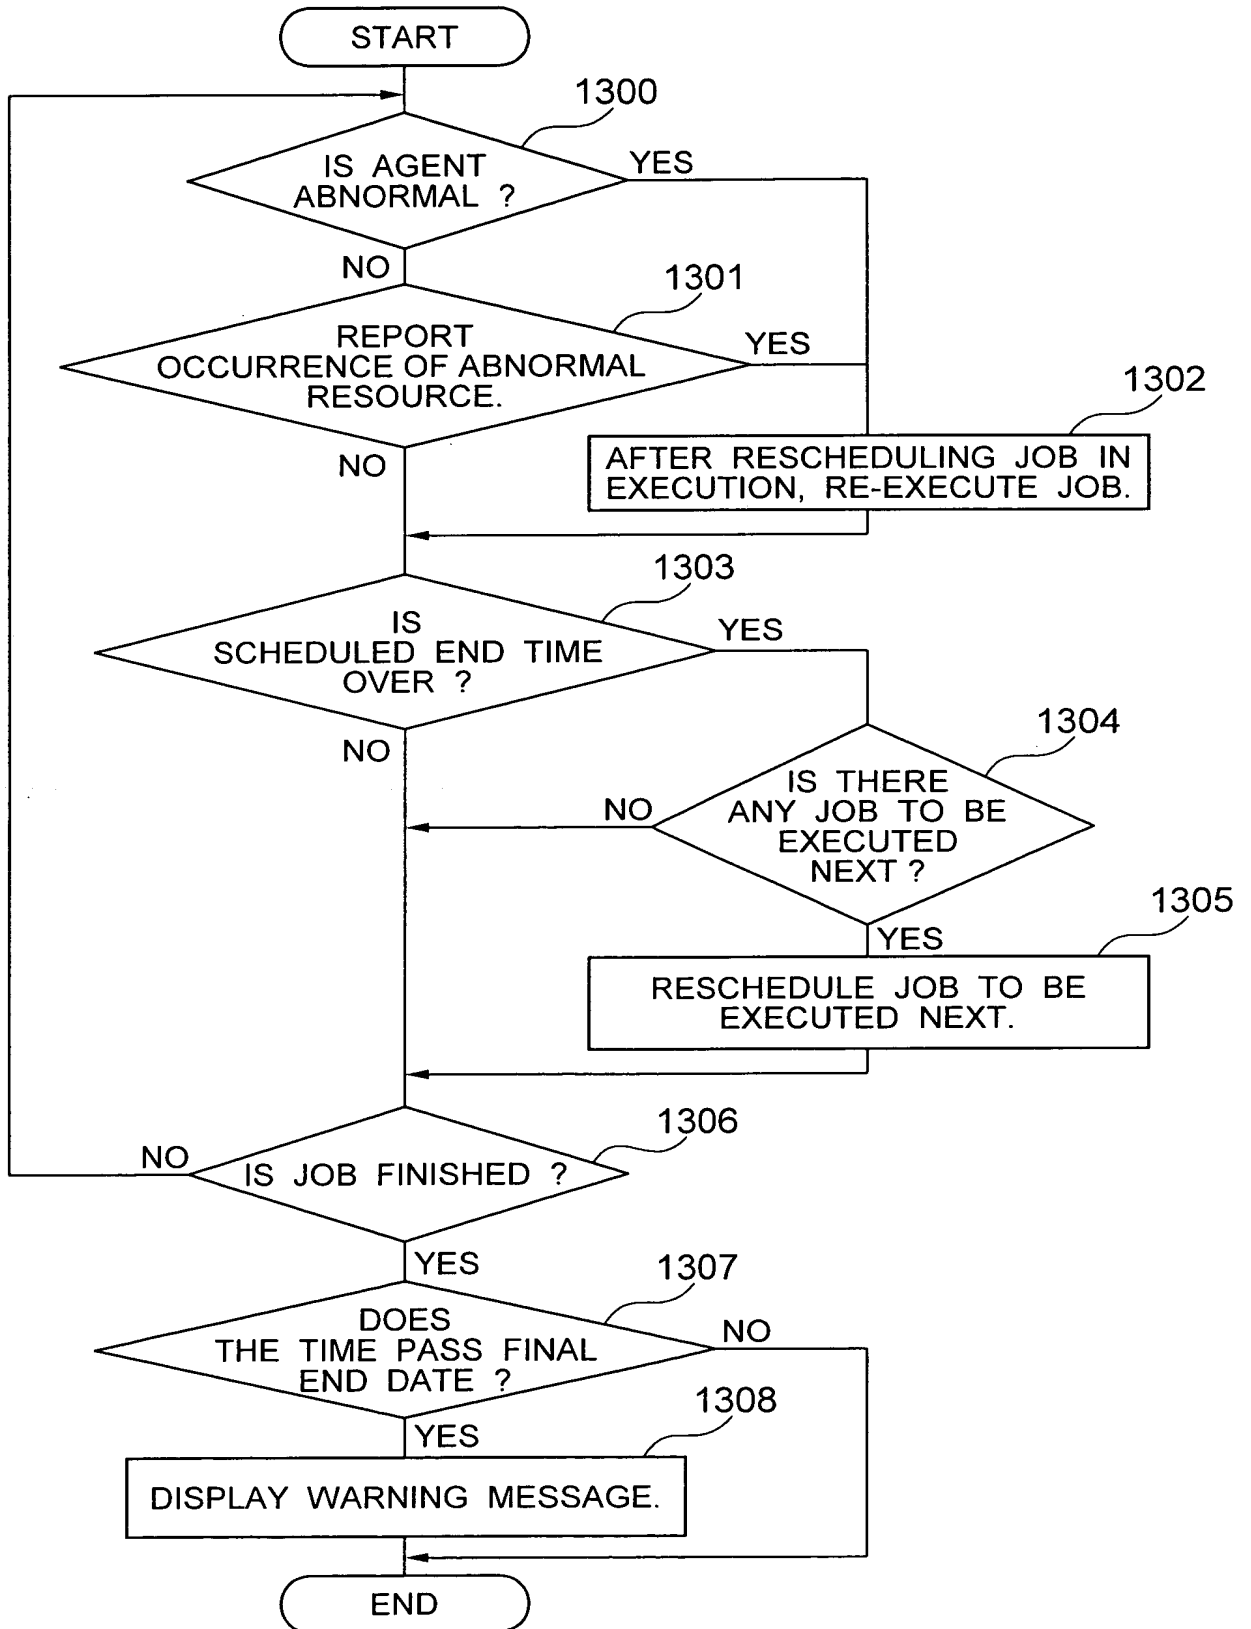 START
1300
IS AGENT
ABNORMAL ?
YES
NO
1301
REPORT
OCCURRENCE OF ABNORMAL
RESOURCE.
YES
NO
1302
AFTER RESCHEDULING JOB IN
EXECUTION, RE-EXECUTE JOB.
1303
IS
SCHEDULED END TIME
OVER ?
YES
NO
1304
IS THERE
ANY JOB TO BE
EXECUTED
NEXT ?
NO
YES
1305
RESCHEDULE JOB TO BE
EXECUTED NEXT.
1306
IS JOB FINISHED ?
NO
YES
1307
DOES
THE TIME PASS FINAL
END DATE ?
NO
YES
1308
DISPLAY WARNING MESSAGE.
END